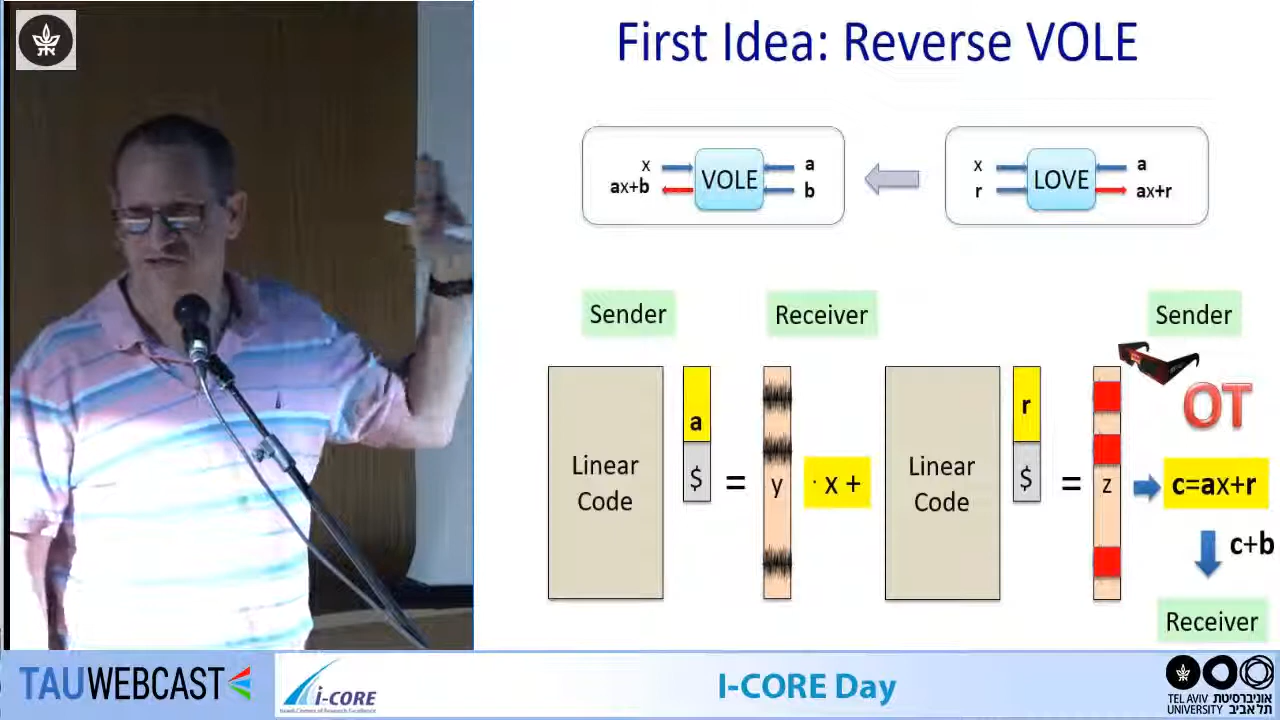 First Idea: Reverse VOLE
x
ax+b
VOLE
a
b
x
r
LOVE
a
ax+r
Sender
Receiver
Sender
Linear
Code
a
$
=
y
· x +
Linear
Code
r
$
=
z
OT
c=ax+r
c+b
Receiver
TAUWEBCAST
i-CORE
I-CORE Day
TEL AVIV אוניברסיטת
UNIVERSITY תל אביב